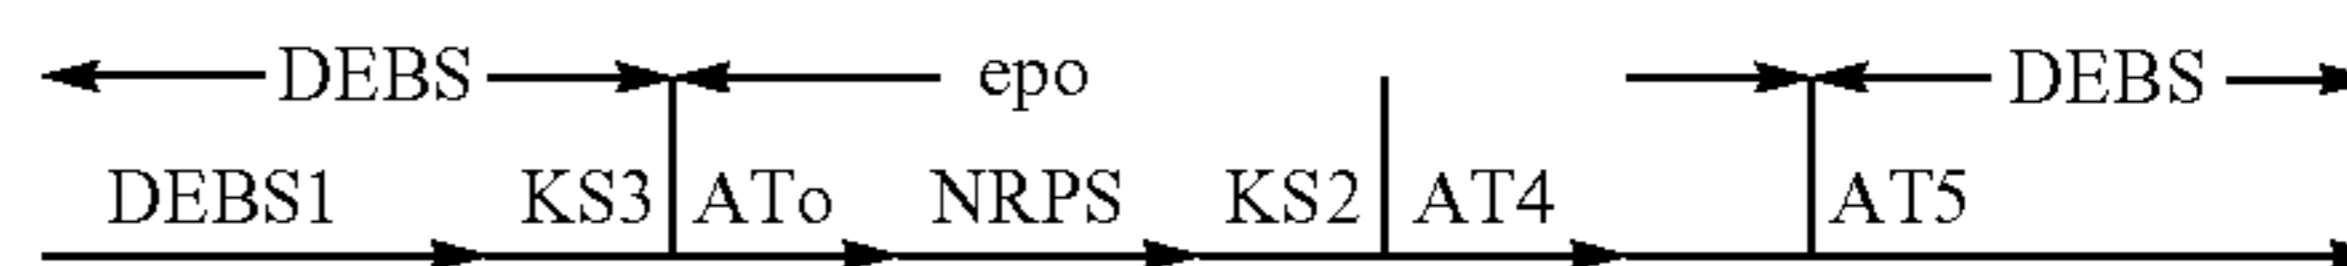 DEBS epo DEBS
DEBS1 KS3 ATo NRPS KS2 AT4 AT5